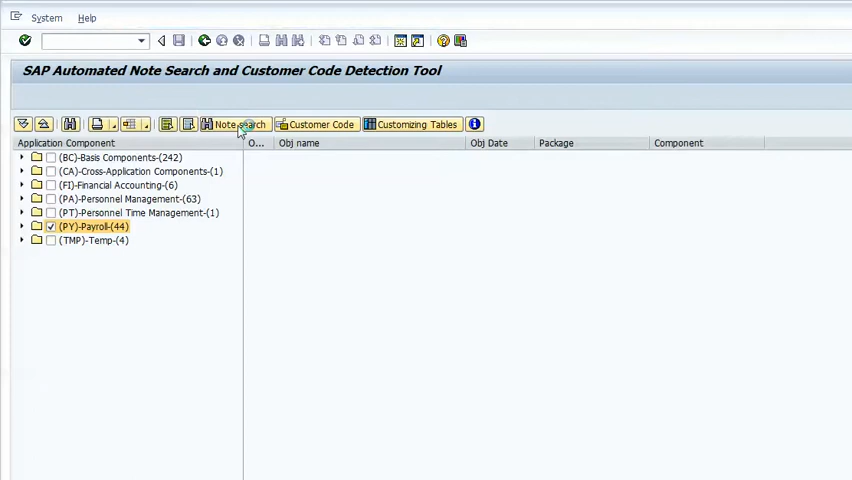 System Help
SAP Automated Note Search and Customer Code Detection Tool
Note search Customer Code Customizing Tables
Application Component O... Obj name Obj Date Package Component
(BC)-Basis Components-(242)
(CA)-Cross-Application Components-(1)
(FI)-Financial Accounting-(6)
(PA)-Personnel Management-(63)
(PT)-Personnel Time Management-(1)
(PY)-Payroll-(44)
(TMP)-Temp-(4)